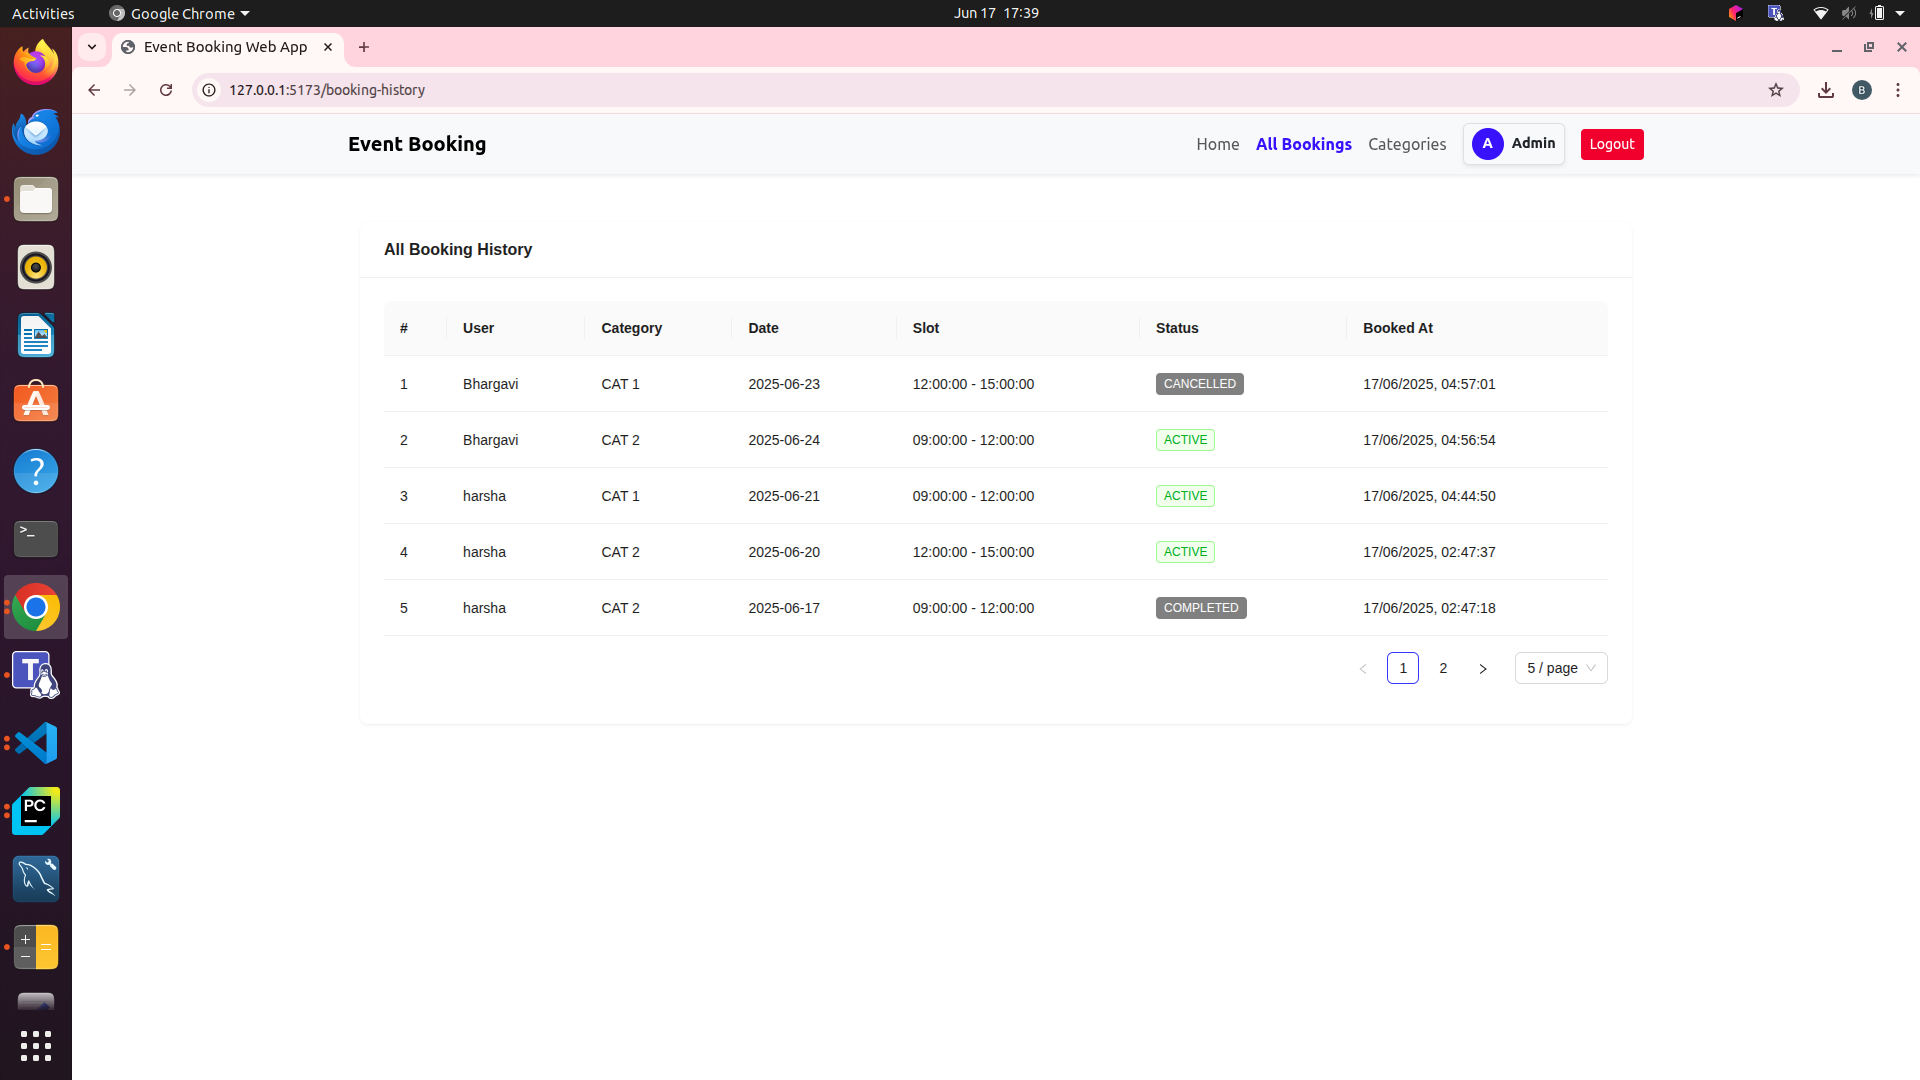 Activities Google Chrome Jun 17 17:39
Event Booking Web App
127.0.0.1:5173/booking-history B
Event Booking Home All Bookings Categories A Admin Logout
All Booking History
# User Category Date Slot Status Booked At
1 Bhargavi CAT 1 2025-06-23 12:00:00 - 15:00:00 CANCELLED 17/06/2025, 04:57:01
2 Bhargavi CAT 2 2025-06-24 09:00:00 - 12:00:00 ACTIVE 17/06/2025, 04:56:54
3 harsha CAT 1 2025-06-21 09:00:00 - 12:00:00 ACTIVE 17/06/2025, 04:44:50
4 harsha CAT 2 2025-06-20 12:00:00 - 15:00:00 ACTIVE 17/06/2025, 02:47:37
5 harsha CAT 2 2025-06-17 09:00:00 - 12:00:00 COMPLETED 17/06/2025, 02:47:18
1 2 5 / page
T
PC